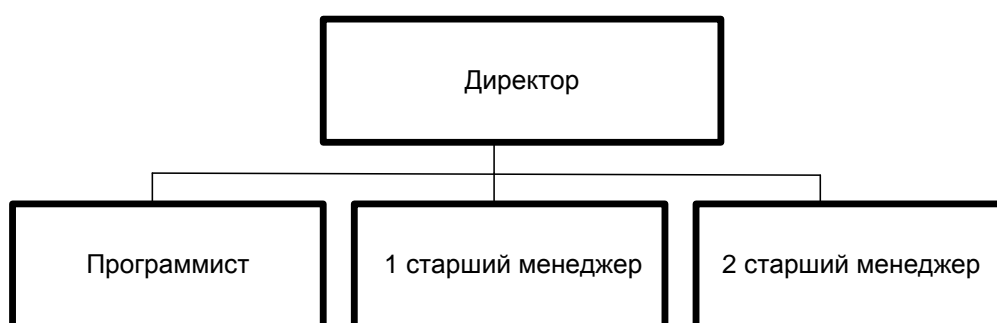 Директор
Программист
1 старший менеджер
2 старший менеджер